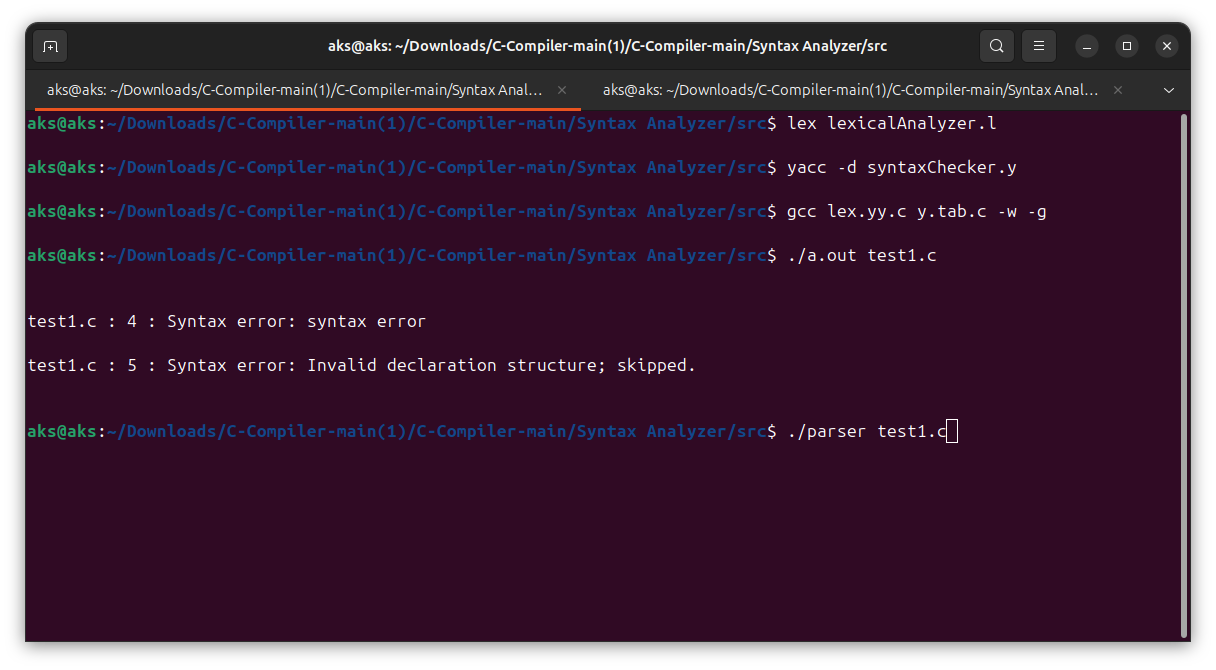 aks@aks: ~/Downloads/C-Compiler-main(1)/C-Compiler-main/Syntax Analyzer/src
aks@aks: ~/Downloads/C-Compiler-main(1)/C-Compiler-main/Syntax Anal…
aks@aks: ~/Downloads/C-Compiler-main(1)/C-Compiler-main/Syntax Anal…
aks@aks:~/Downloads/C-Compiler-main(1)/C-Compiler-main/Syntax Analyzer/src$ lex lexicalAnalyzer.l
aks@aks:~/Downloads/C-Compiler-main(1)/C-Compiler-main/Syntax Analyzer/src$ yacc -d syntaxChecker.y
aks@aks:~/Downloads/C-Compiler-main(1)/C-Compiler-main/Syntax Analyzer/src$ gcc lex.yy.c y.tab.c -w -g
aks@aks:~/Downloads/C-Compiler-main(1)/C-Compiler-main/Syntax Analyzer/src$ ./a.out test1.c
test1.c : 4 : Syntax error: syntax error
test1.c : 5 : Syntax error: Invalid declaration structure; skipped.
aks@aks:~/Downloads/C-Compiler-main(1)/C-Compiler-main/Syntax Analyzer/src$ ./parser test1.c